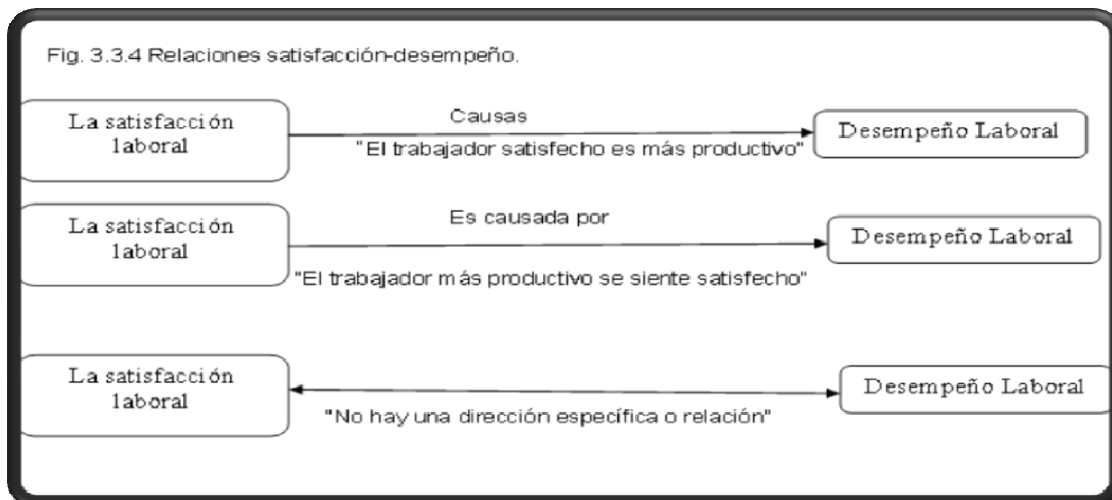 Fig. 3.3.4 Relaciones satisfacción-desempeño.
La satisfacción
laboral
Causas
"El trabajador satisfecho es más productivo"
Desempeño Laboral
La satisfacción
laboral
Es causada por
"El trabajador más productivo se siente satisfecho"
Desempeño Laboral
La satisfacción
laboral
"No hay una dirección específica o relación"
Desempeño Laboral